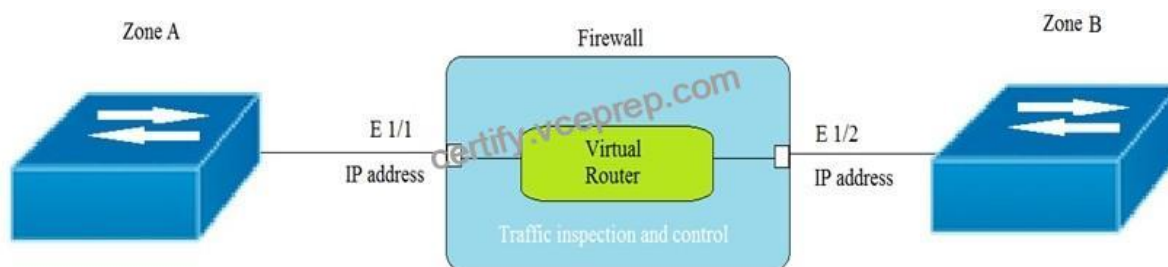 Zone A
Firewall
Zone B
E 1/1
IP address
certify.vceprep.com
Virtual
Router
E 1/2
IP address
Traffic inspection and control